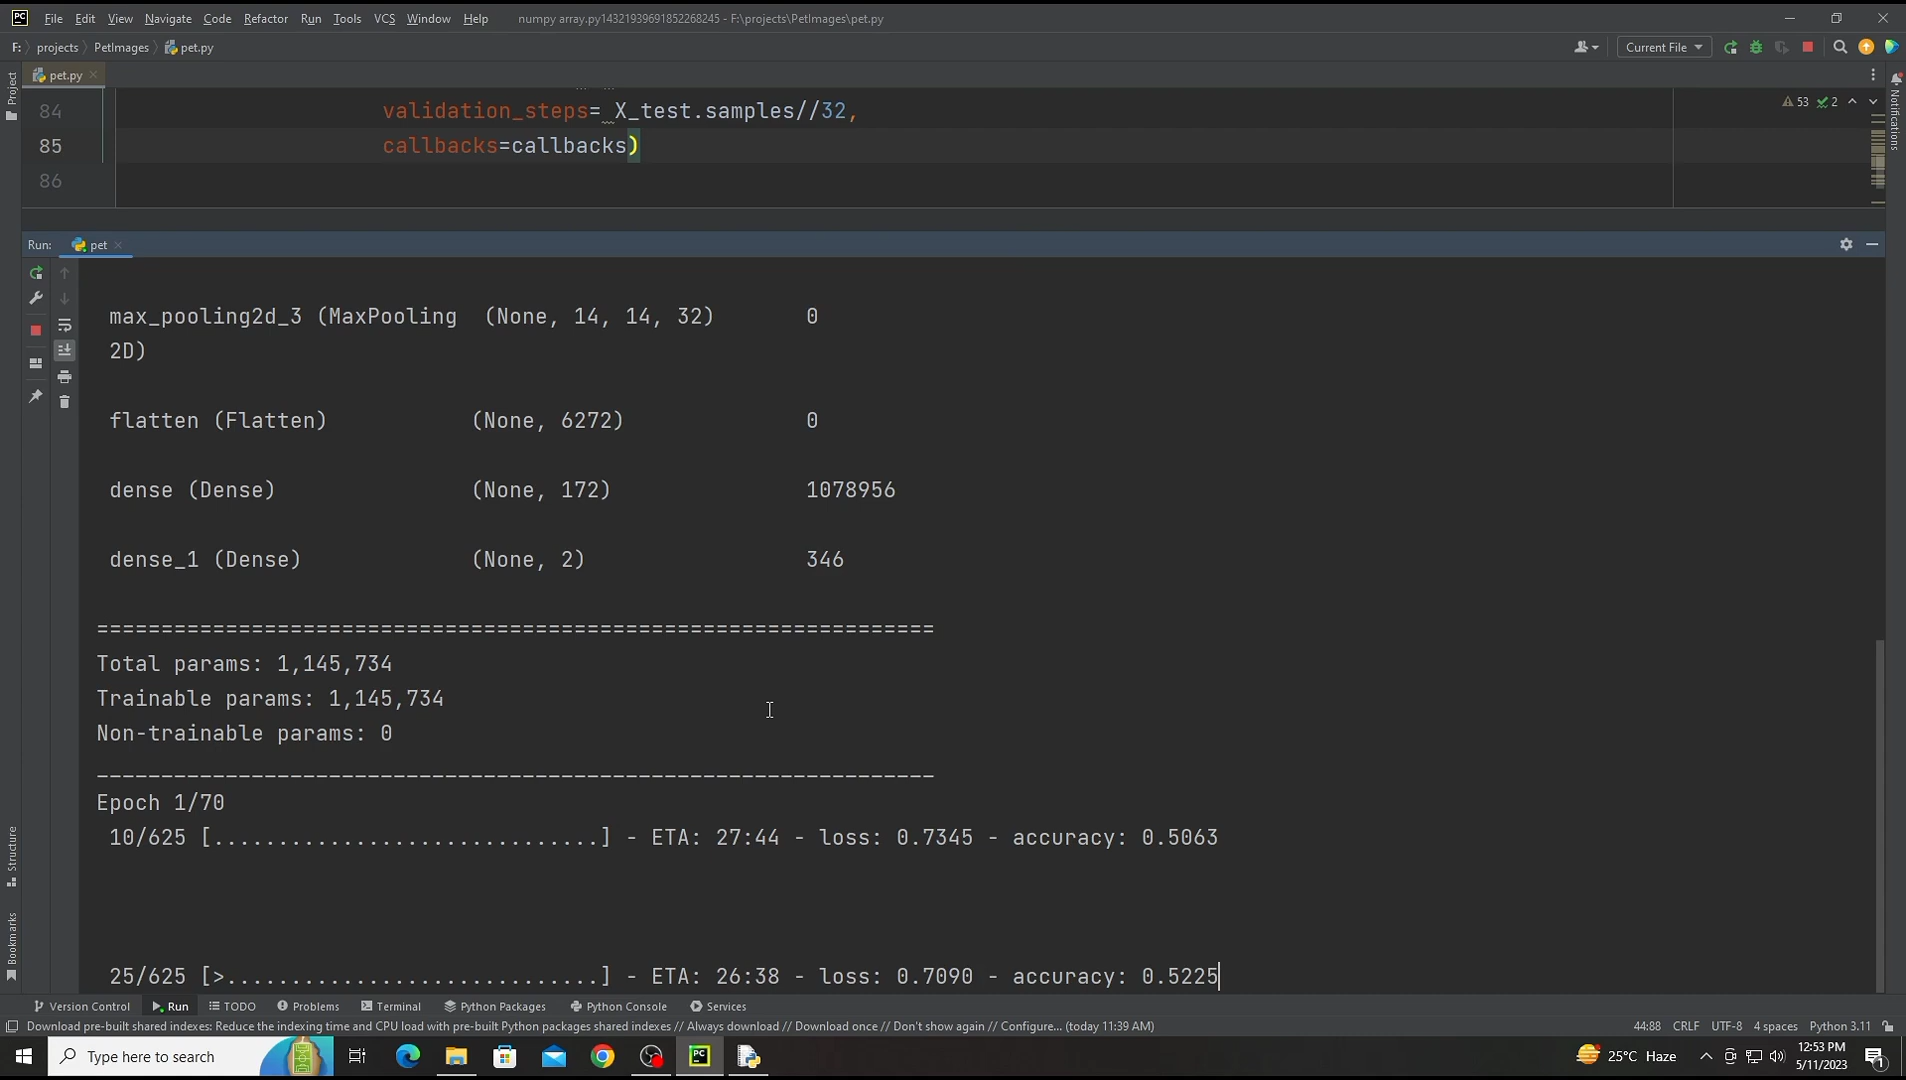 File Edit View Navigate Code Refactor Run Tools VCS Window Help numpy array.py14321939691852268245 - F:\projects\PetImages\pet.py
F: projects PetImages pet.py
Current File
pet.py
Project
Notifications
84 validation_steps= X_test.samples//32,
53 2
85 callbacks=callbacks)
86
Run: pet
max_pooling2d_3 (MaxPooling (None, 14, 14, 32) 0
2D)
flatten (Flatten) (None, 6272) 0
dense (Dense) (None, 172) 1078956
dense_1 (Dense) (None, 2) 346
=================================================================
Total params: 1,145,734
Trainable params: 1,145,734
Non-trainable params: 0
_________________________________________________________________
Epoch 1/70
10/625 [..............................] - ETA: 27:44 - loss: 0.7345 - accuracy: 0.5063
25/625 [>.............................] - ETA: 26:38 - loss: 0.7090 - accuracy: 0.5225
Structure
Bookmarks
Version Control Run TODO Problems Terminal Python Packages Python Console Services
Download pre-built shared indexes: Reduce the indexing time and CPU load with pre-built Python packages shared indexes // Always download // Download once // Don't show again // Configure... (today 11:39 AM) 44:88 CRLF UTF-8 4 spaces Python 3.11
Type here to search
PC
25°C Haze
12:53 PM
5/11/2023
1